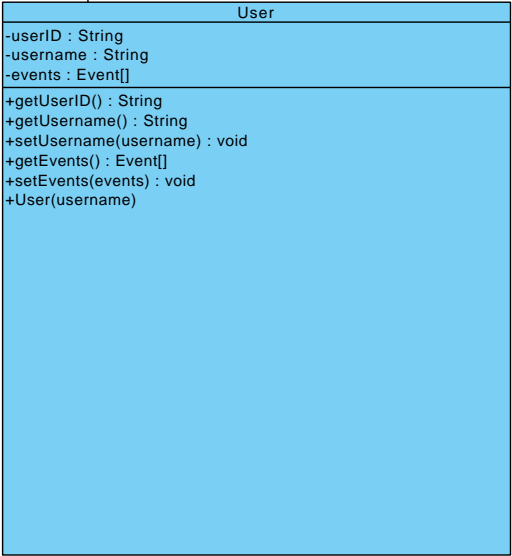 User
-userID : String
-username : String
-events : Event[]
+getUserID() : String
+getUsername() : String
+setUsername(username) : void
+getEvents() : Event[]
+setEvents(events) : void
+User(username)